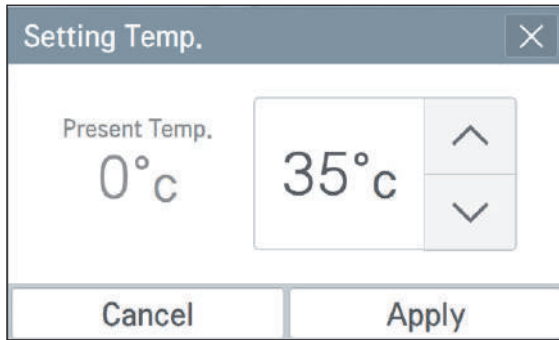 Setting Temp.
Present Temp.
0°c
35°c
Cancel
Apply